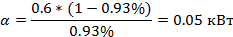 α = 0.6 * (1 − 0.93%) / 0.93% = 0.05 кВт